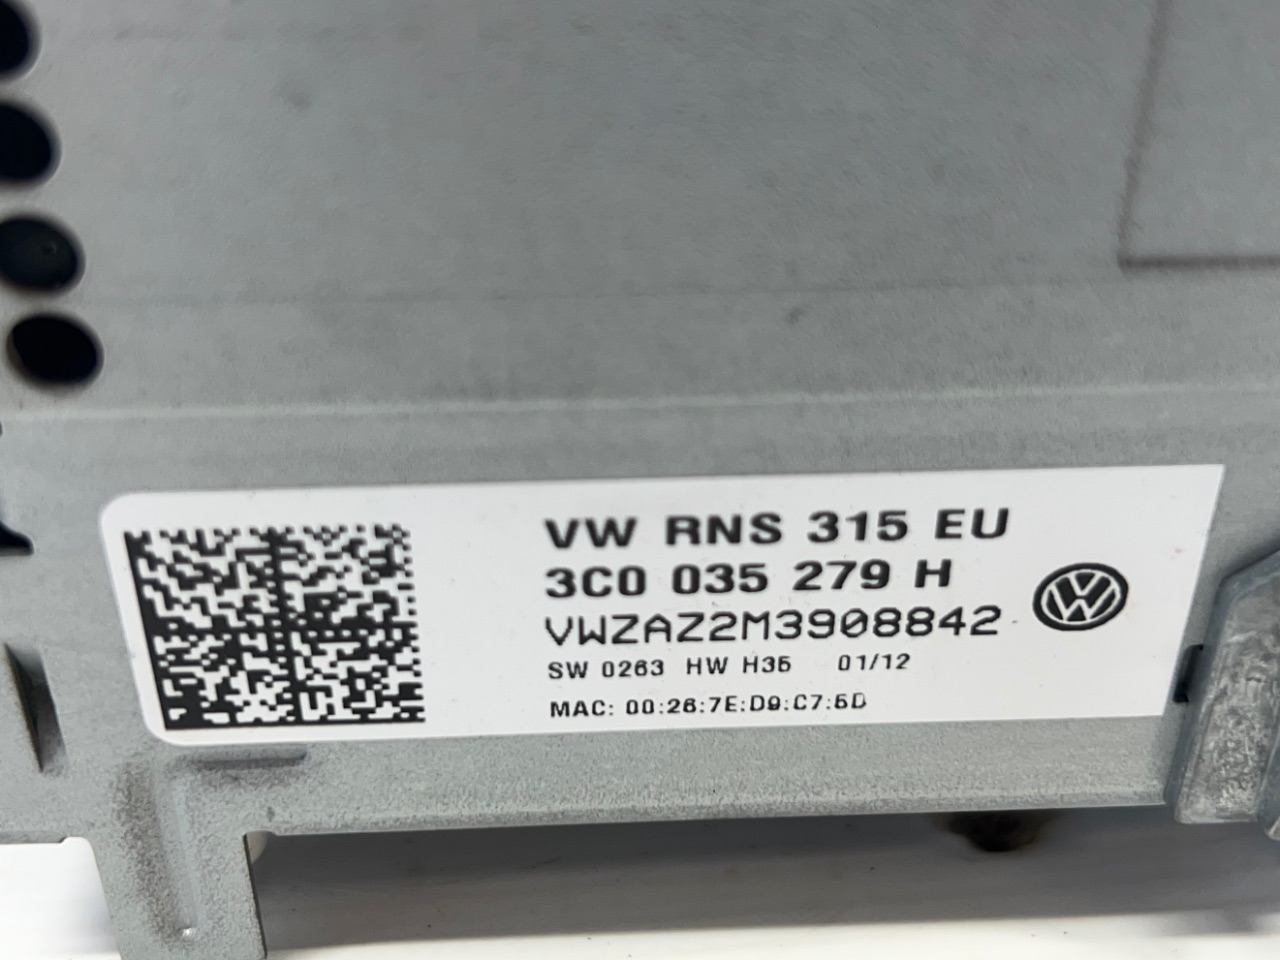 VW RNS 315 EU
3C0 035 279 H
VWZAZ2M3908842
SW 0263 HW H35 01/12
MAC: 00:26:7E:D9:C7:5D